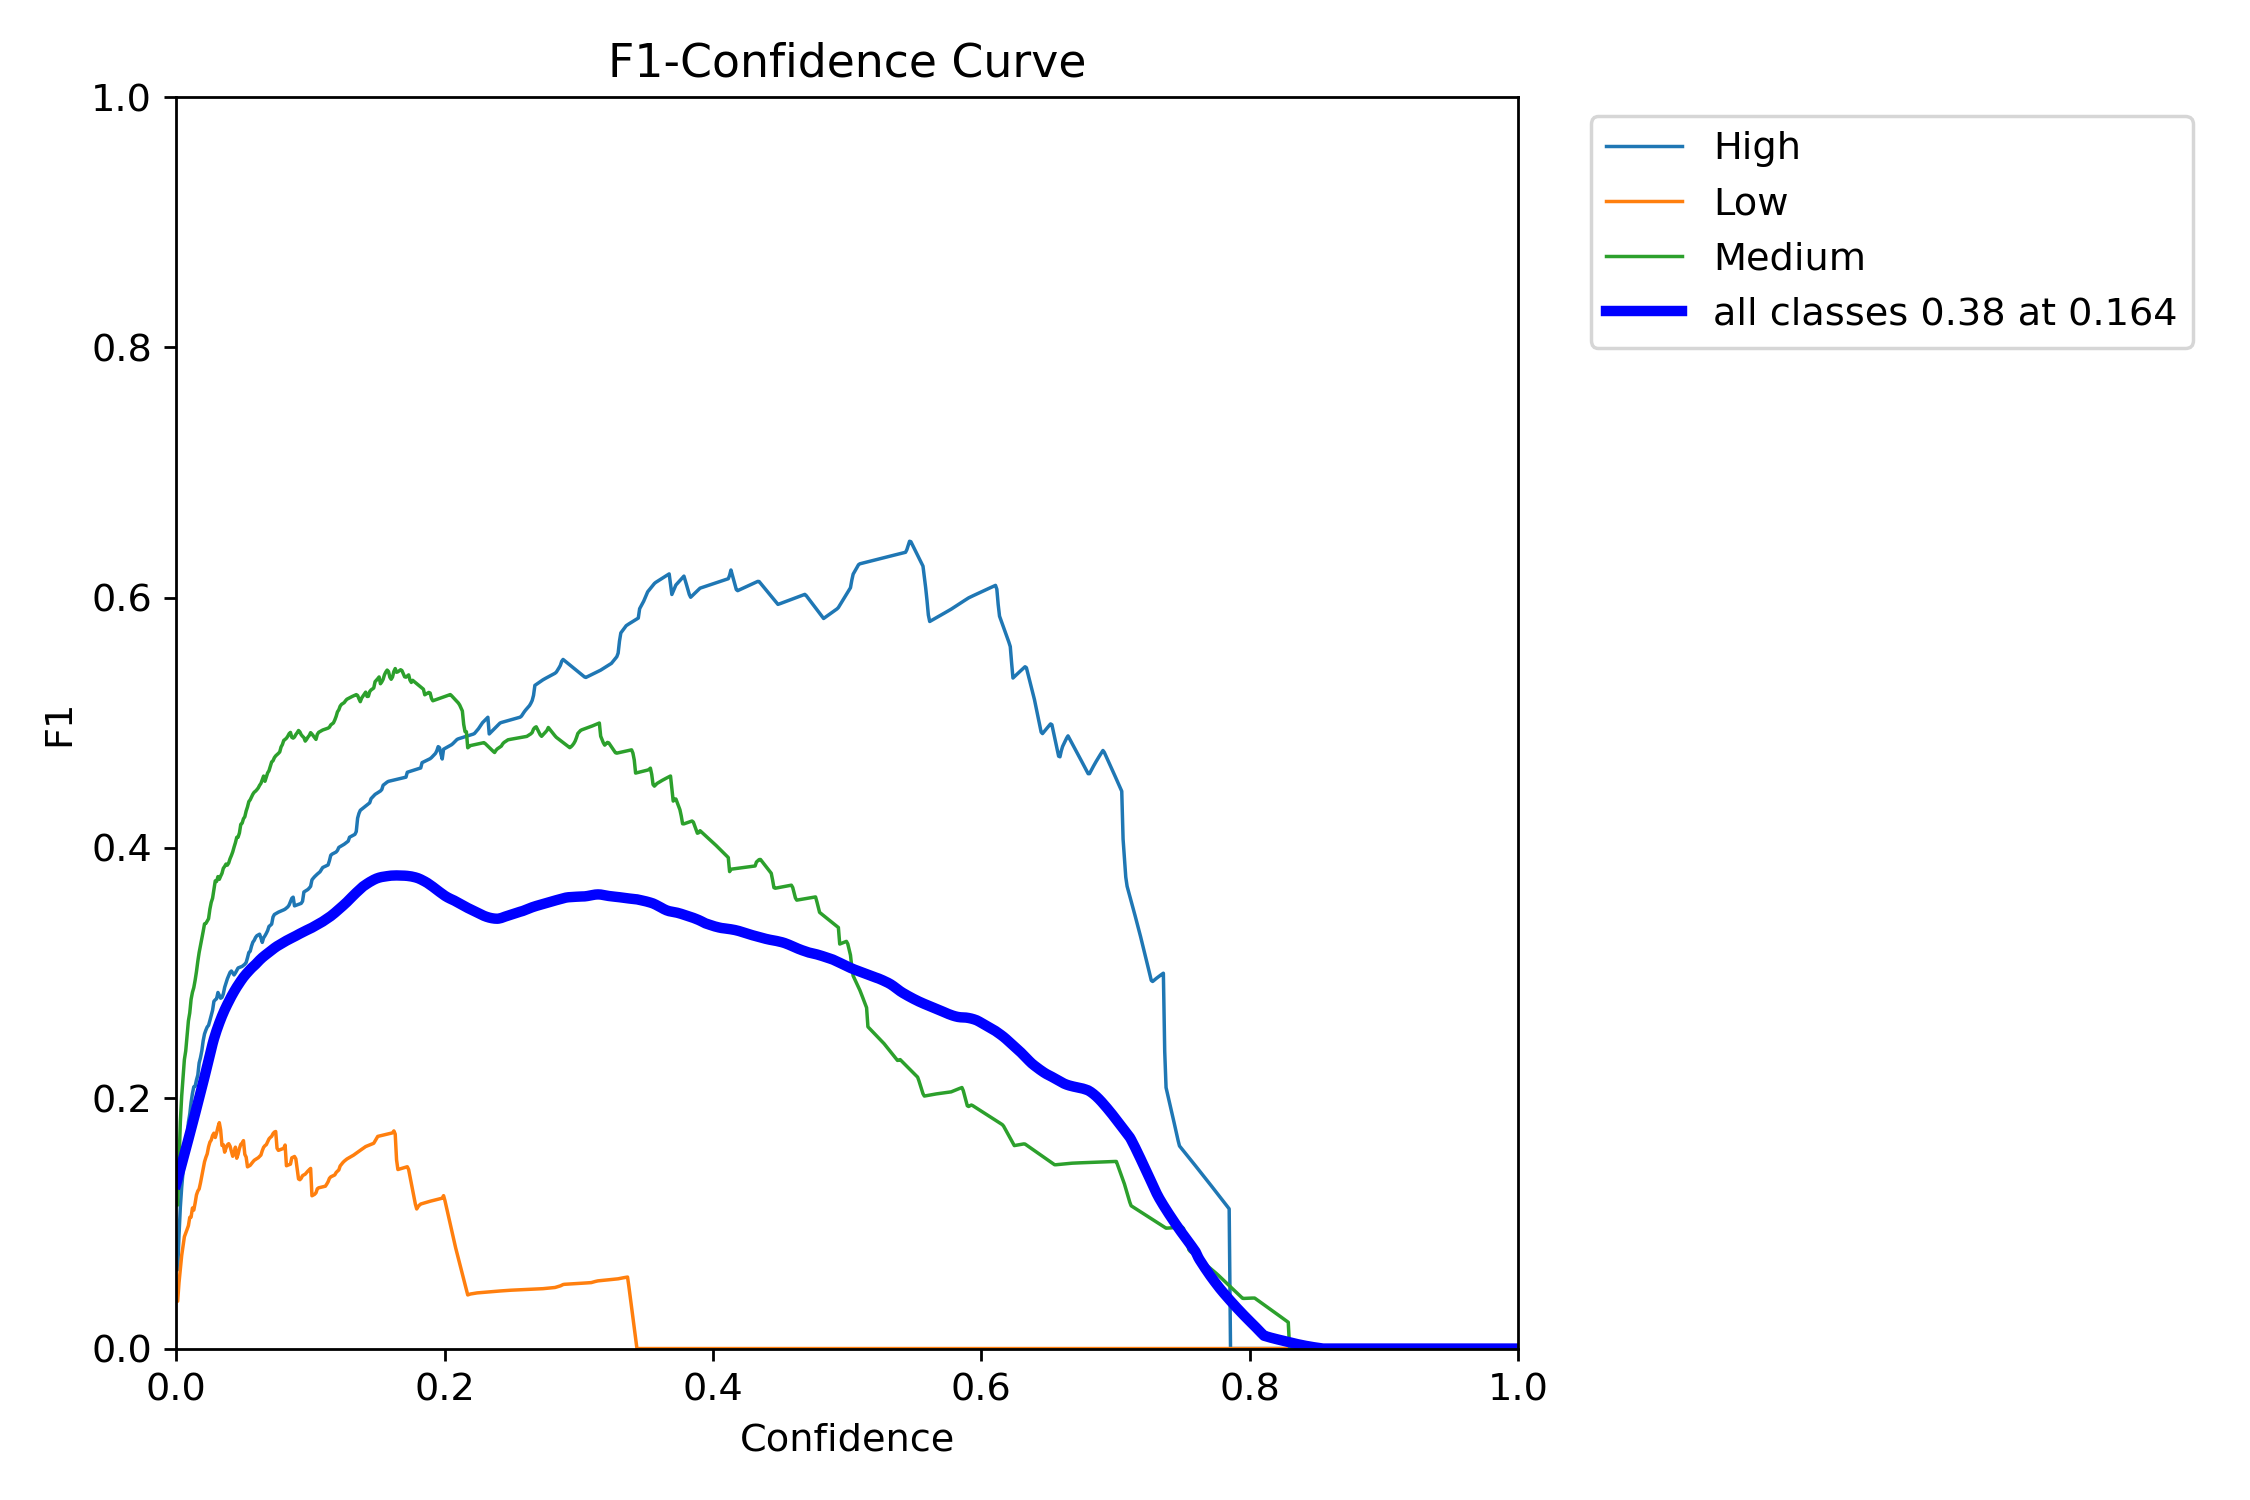 F1-Confidence Curve
1.0
0.8
0.6
0.4
0.2
0.0
F1
0.0 0.2 0.4 0.6 0.8 1.0
Confidence
High
Low
Medium
all classes 0.38 at 0.164